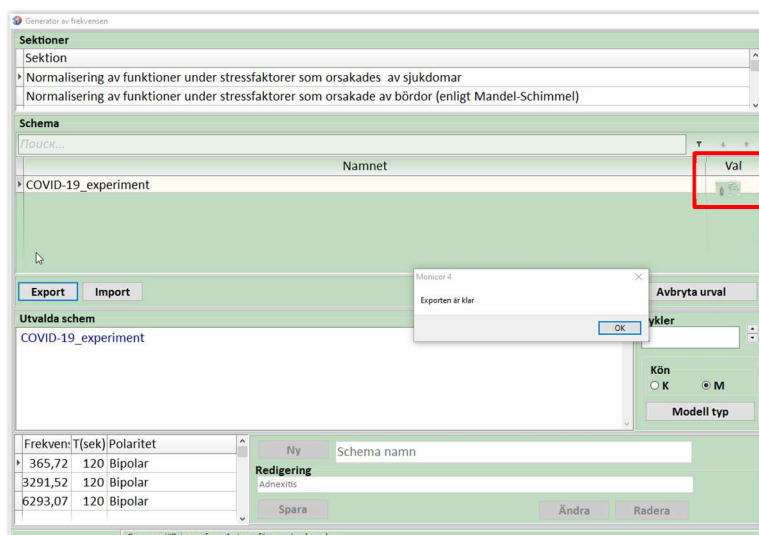 Generator av frekvensen
Sektioner
Sektion
Normalisering av funktioner under stressfaktorer som orsakades av sjukdomar
Normalisering av funktioner under stressfaktorer som orsakade av bördor (enligt Mandel-Schimmel)
Schema
Поиск...
Namnet Val
COVID-19_experiment
Monicor 4
Exporten är klar
OK
Export Import Avbryta urval
Utvalda schem ykler
COVID-19_experiment
Kön
K M
Modell typ
Frekven: T(sek) Polaritet
365,72 120 Bipolar
3291,52 120 Bipolar
6293,07 120 Bipolar
Ny Schema namn
Redigering
Adnexitis
Spara Ändra Radera